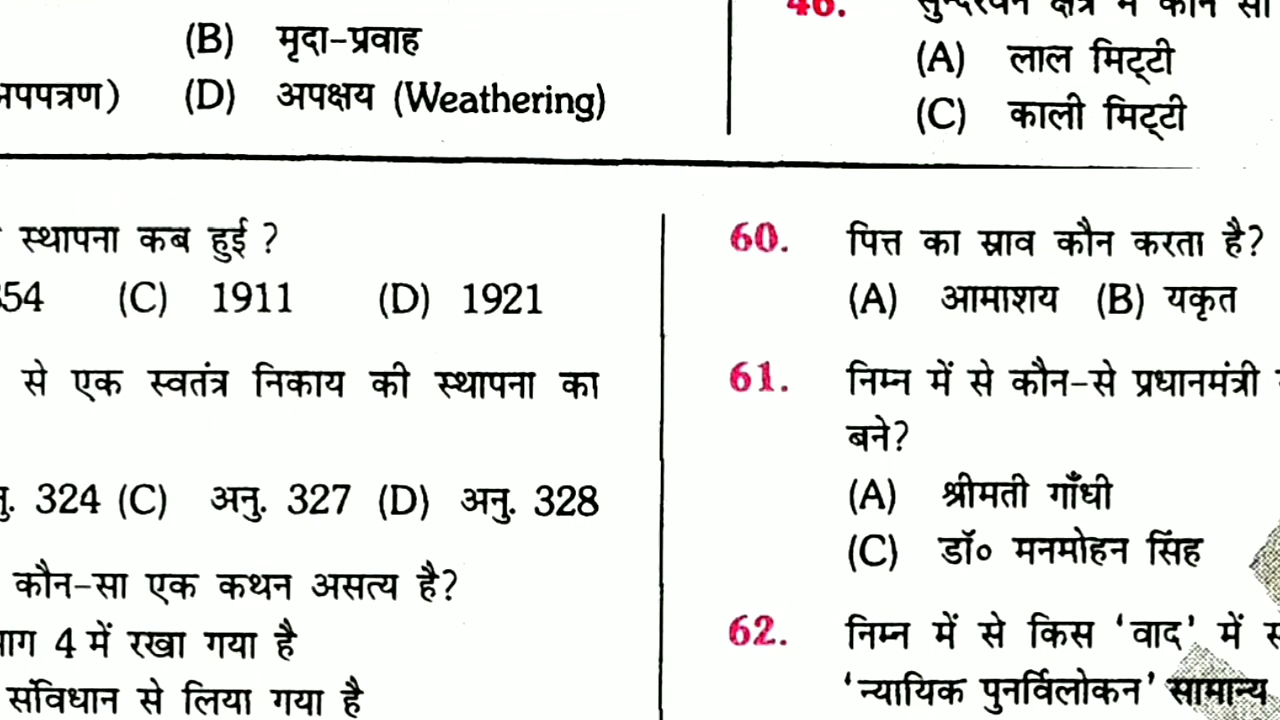 (B) मृदा-प्रवाह
(D) अपक्षय (Weathering)
46.
(A) लाल मिट्टी
(C) काली मिट्टी
स्थापना कब हुई ?
54 (C) 1911 (D) 1921
से एक स्वतंत्र निकाय की स्थापना का
324 (C) अनु. 327 (D) अनु. 328
कौन-सा एक कथन असत्य है?
4 में रखा गया है
संविधान से लिया गया है
60. पित्त का स्राव कौन करता है?
(A) आमाशय (B) यकृत
61. निम्न में से कौन-से प्रधानमंत्री
बने?
(A) श्रीमती गाँधी
(C) डॉ० मनमोहन सिंह
62. निम्न में से किस 'वाद' में
'न्यायिक पुनर्विलोकन' सामान्य